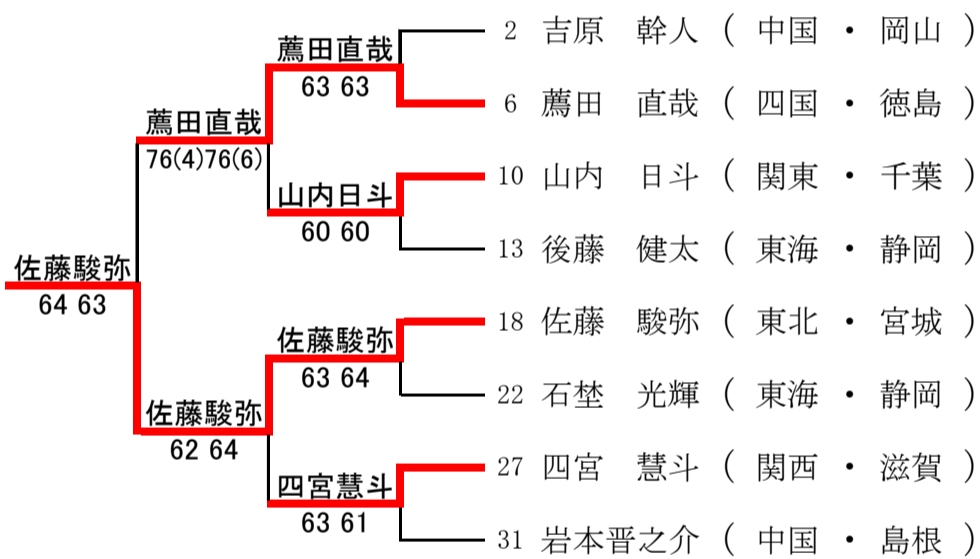 2 吉原 幹人 ( 中国 ・ 岡山 )
薦田直哉
63 63
6 薦田 直哉 ( 四国 ・ 徳島 )
薦田直哉
76(4)76(6)
10 山内 日斗 ( 関東 ・ 千葉 )
山内日斗
60 60
13 後藤 健太 ( 東海 ・ 静岡 )
佐藤駿弥
64 63
18 佐藤 駿弥 ( 東北 ・ 宮城 )
佐藤駿弥
63 64
22 石埜 光輝 ( 東海 ・ 静岡 )
佐藤駿弥
62 64
27 四宮 慧斗 ( 関西 ・ 滋賀 )
四宮慧斗
63 61
31 岩本晋之介 ( 中国 ・ 島根 )